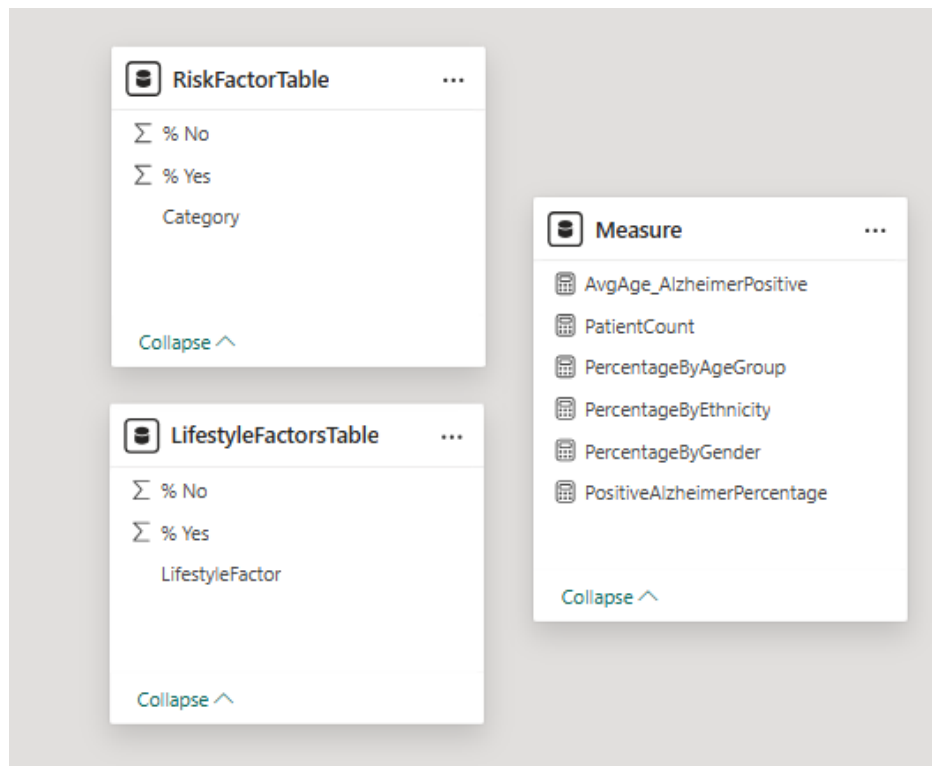 RiskFactorTable
% No
% Yes
Category
Collapse
LifestyleFactorsTable
% No
% Yes
LifestyleFactor
Collapse
Measure
AvgAge_AlzheimerPositive
PatientCount
PercentageByAgeGroup
PercentageByEthnicity
PercentageByGender
PositiveAlzheimerPercentage
Collapse